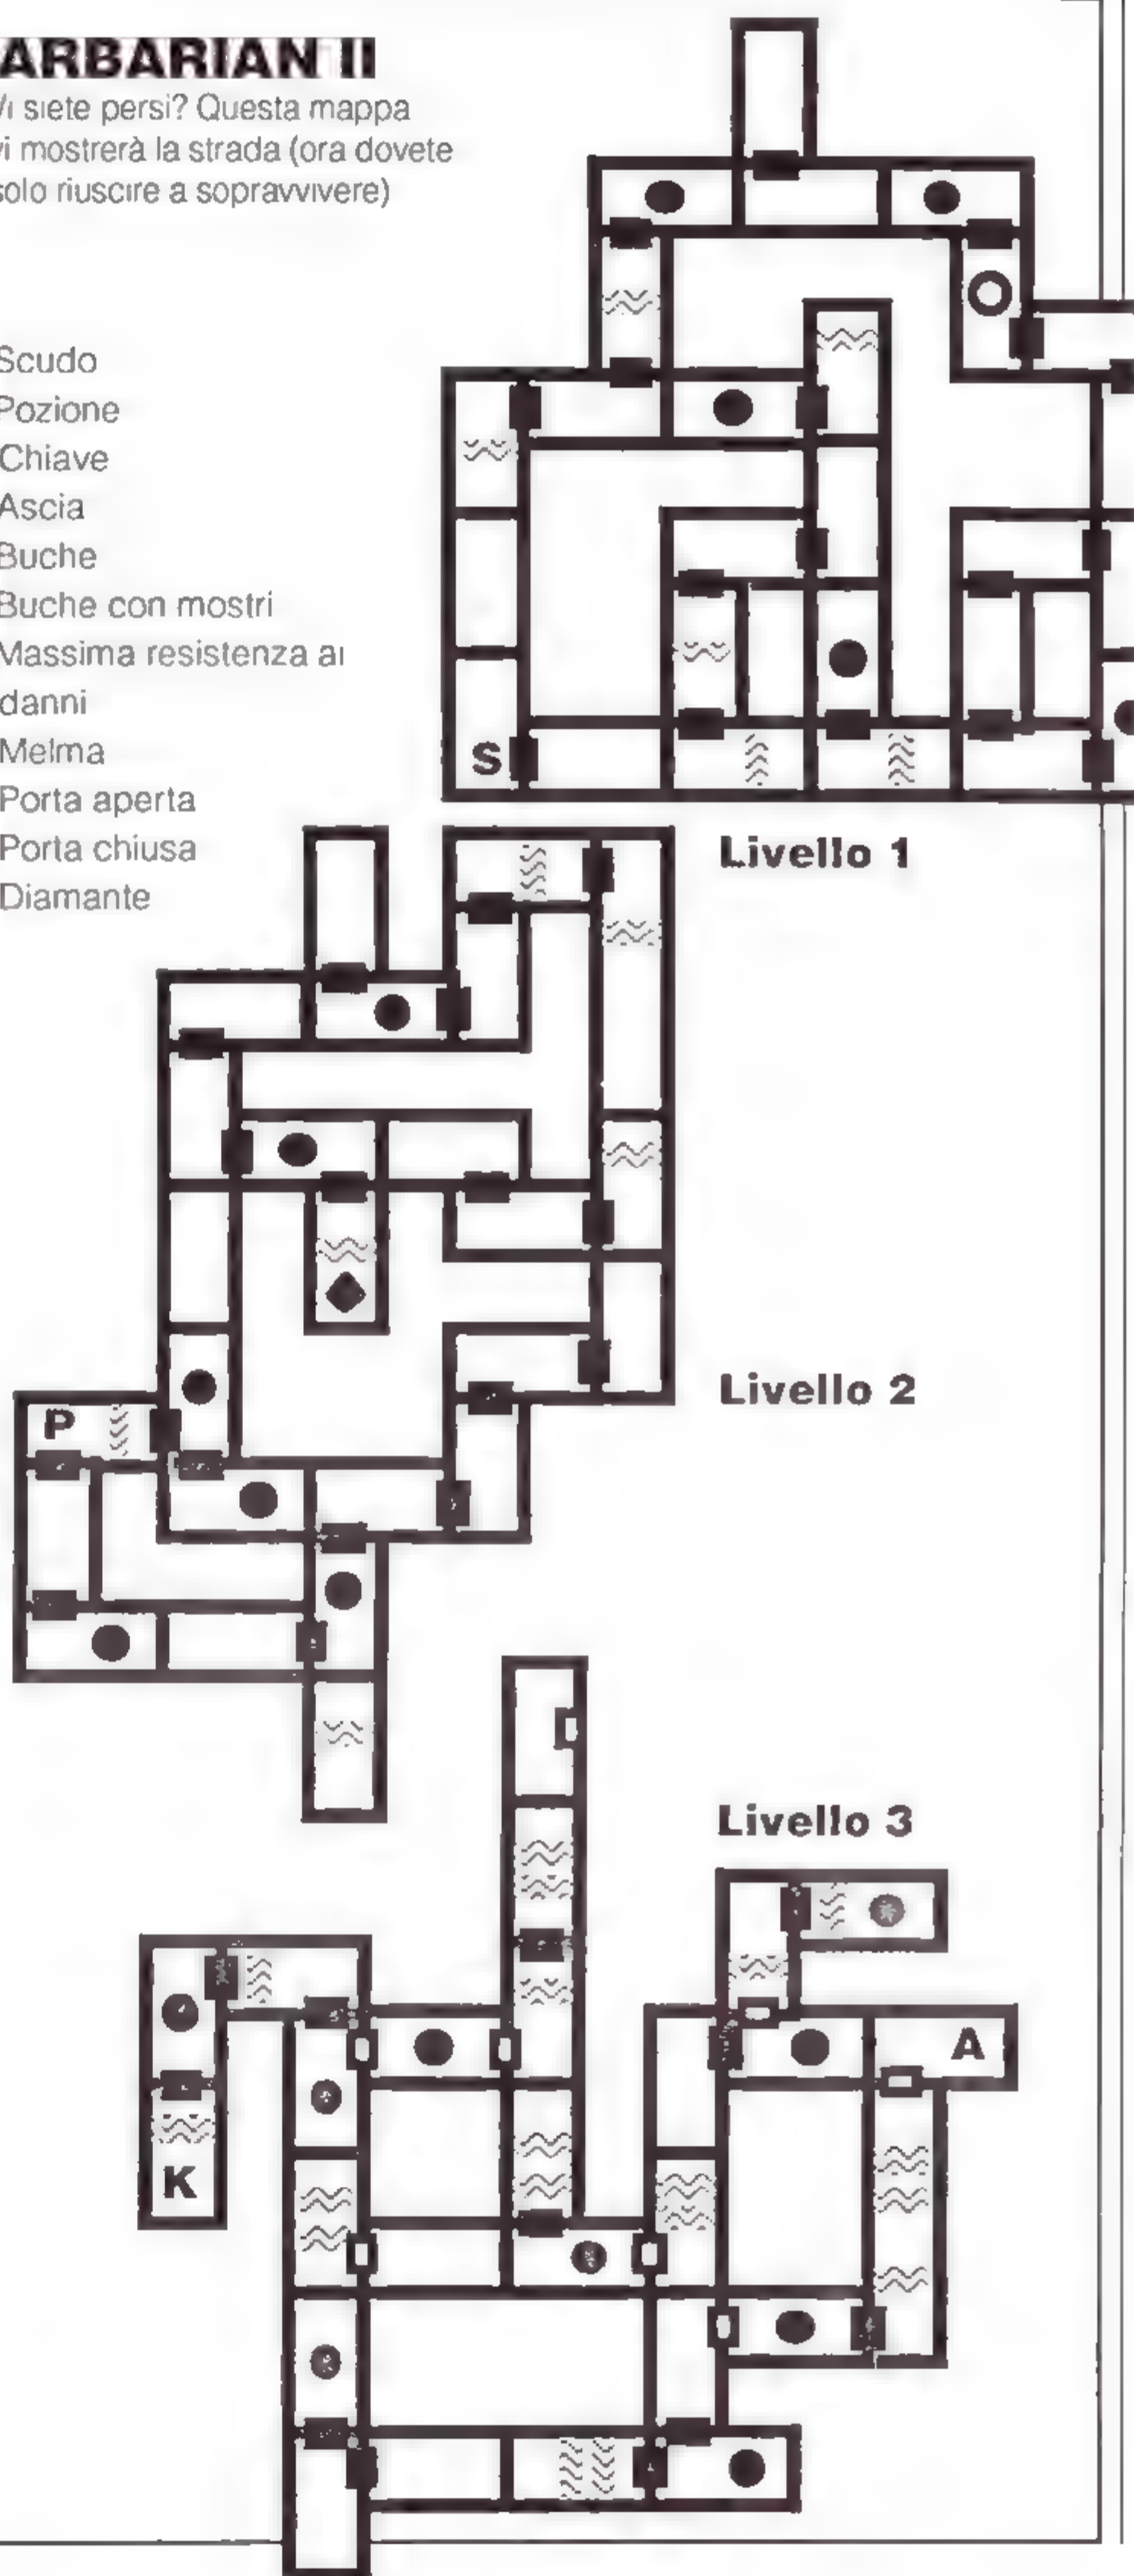 ARBARIAN II
Vi siete persi? Questa mappa
vi mostrerà la strada (ora dovete
solo riuscire a sopravvivere)
Scudo
Pozione
Chiave
Ascia
Buche
Buche con mostri
Massima resistenza ai
danni
Melma
Porta aperta
Porta chiusa
Diamante
S
Livello 1
P
Livello 2
Livello 3
A
K